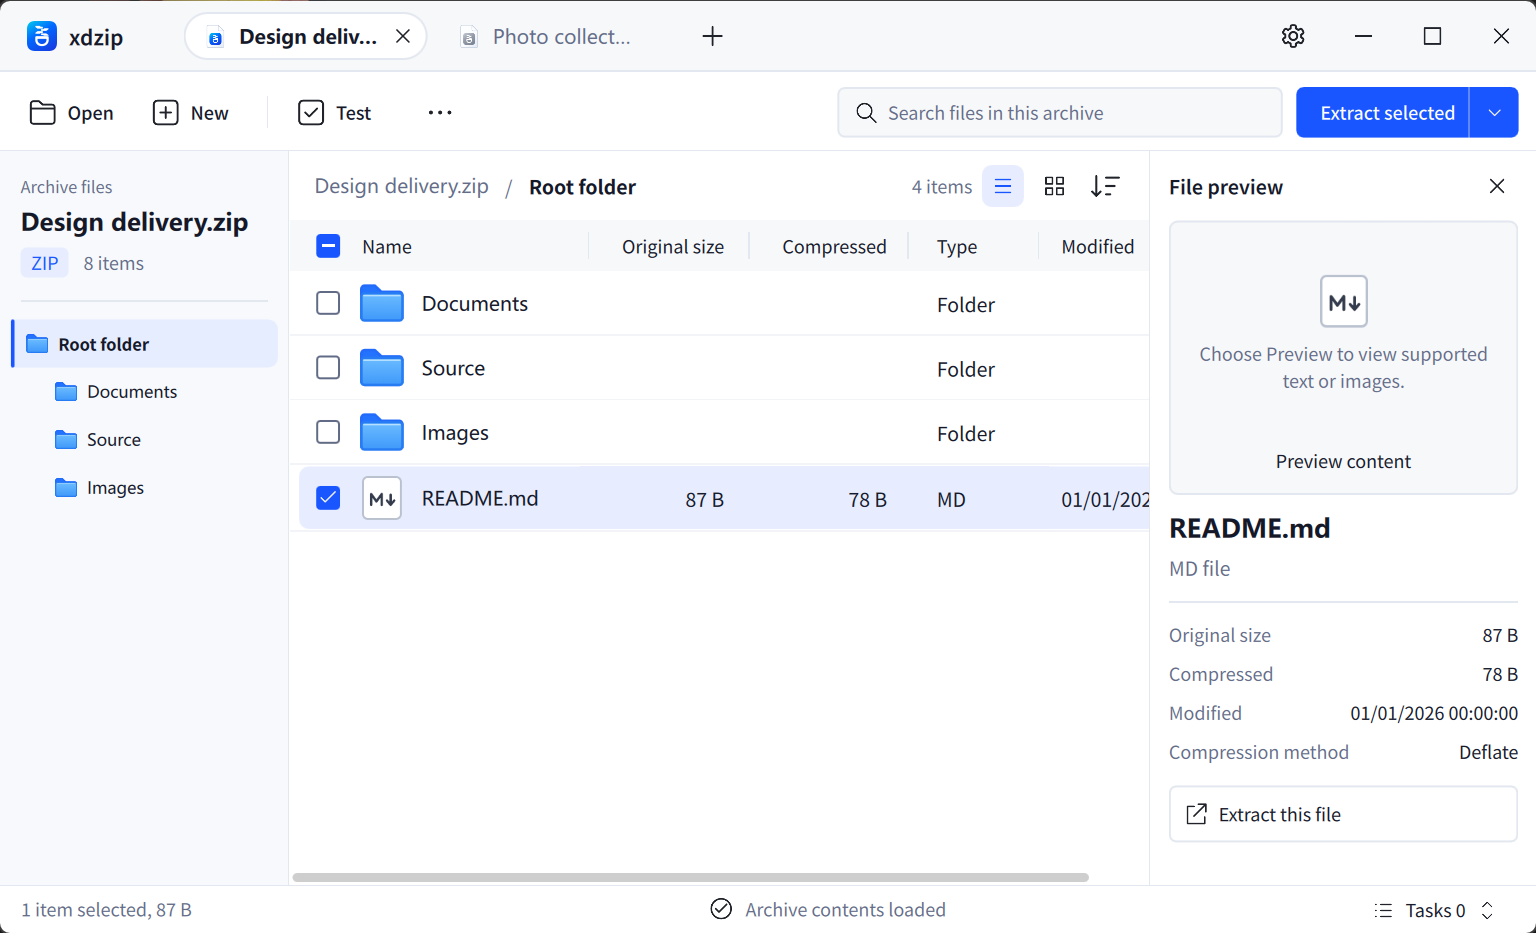 xdzip
Design deliv...
Photo collect...
Open
New
Test
Search files in this archive
Extract selected
Archive files
Design delivery.zip
ZIP
8 items
Root folder
Documents
Source
Images
Design delivery.zip / Root folder
4 items
Name
Original size
Compressed
Type
Modified
Documents
Folder
Source
Folder
Images
Folder
README.md
87 B
78 B
MD
01/01/202
File preview
M↓
Choose Preview to view supported
text or images.
Preview content
README.md
MD file
Original size
87 B
Compressed
78 B
Modified
01/01/2026 00:00:00
Compression method
Deflate
Extract this file
1 item selected, 87 B
Archive contents loaded
Tasks 0